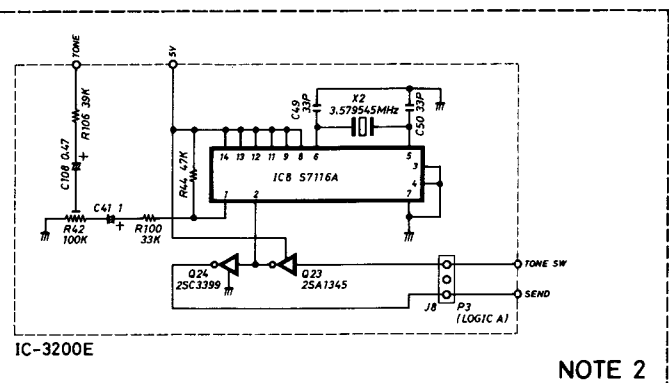 TONE
5V
R106 39K
C108 0.47
+
R42
100K
C41 1
+
R100
33K
R44 47K
C49
33P
X2
3.579545MHz
C50 33P
14 13 12 11 9 8 6 5
3
4
IC8 S7116A
1 2 7
Q24
2SC3399
Q23
2SA1345
J8
P3
(LOGIC A)
TONE SW
SEND
IC-3200E
NOTE 2